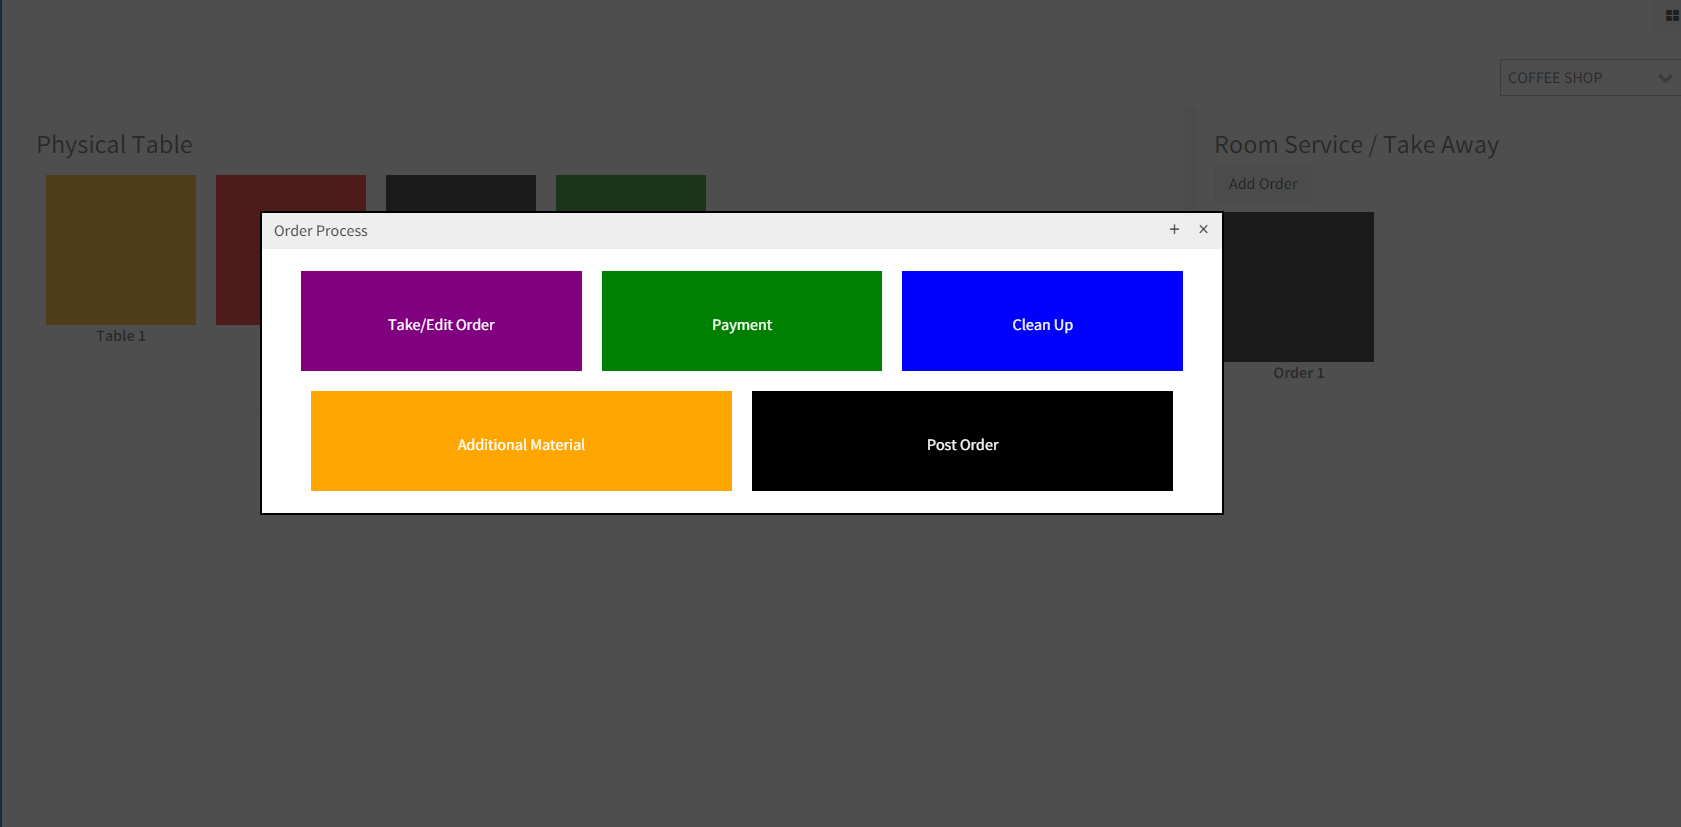 COFFEE SHOP
Physical Table
Room Service / Take Away
Add Order
Order Process
Take/Edit Order
Payment
Clean Up
Table 1
Order 1
Additional Material
Post Order